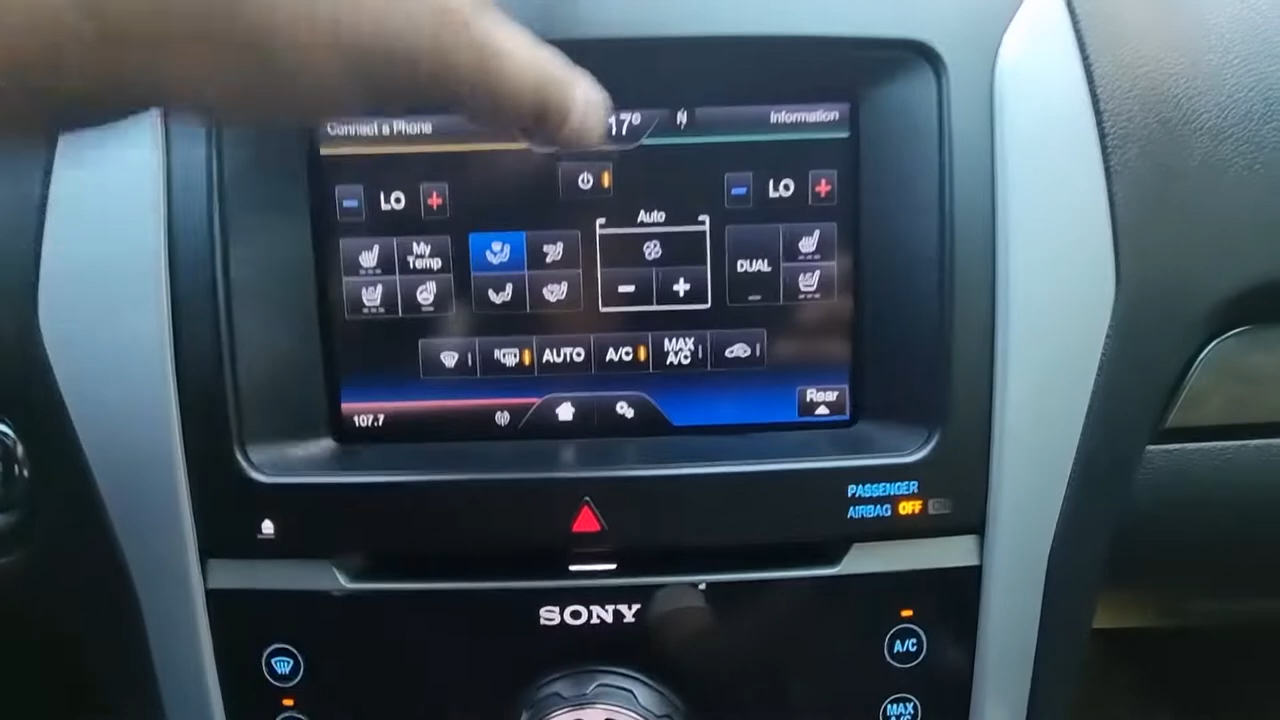 Connect a Phone
17°
Information
LO
LO
Auto
My
Temp
DUAL
AUTO
A/C
MAX
A/C
107.7
Rear
PASSENGER
AIRBAG OFF
SONY
A/C
MAX